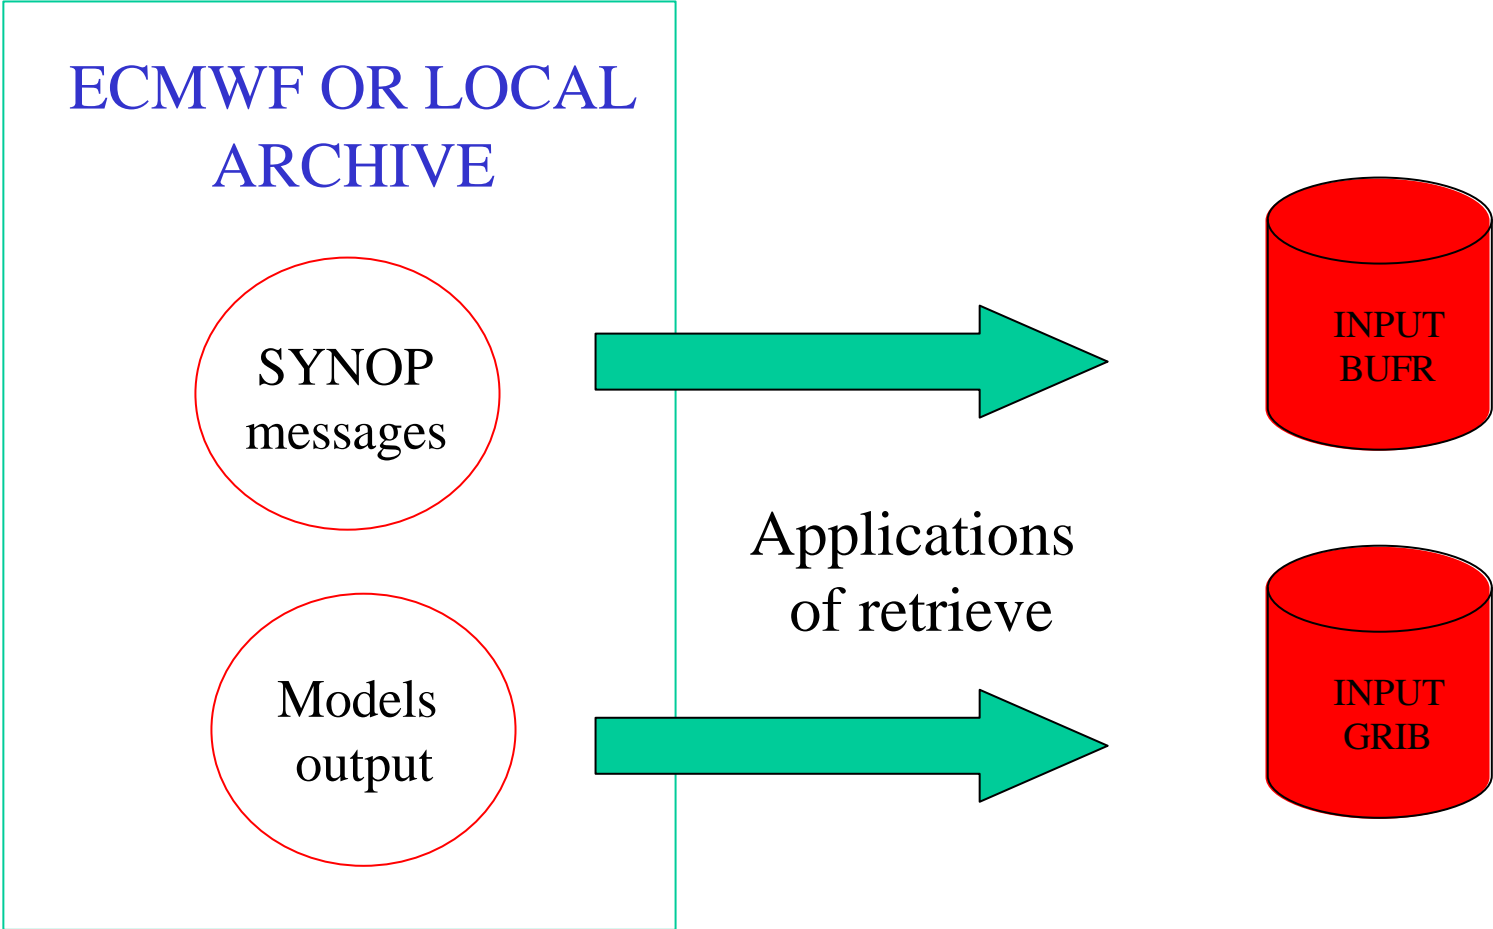 ECMWF OR LOCAL
ARCHIVE
SYNOP
messages
INPUT
BUFR
Applications
of retrieve
Models
output
INPUT
GRIB